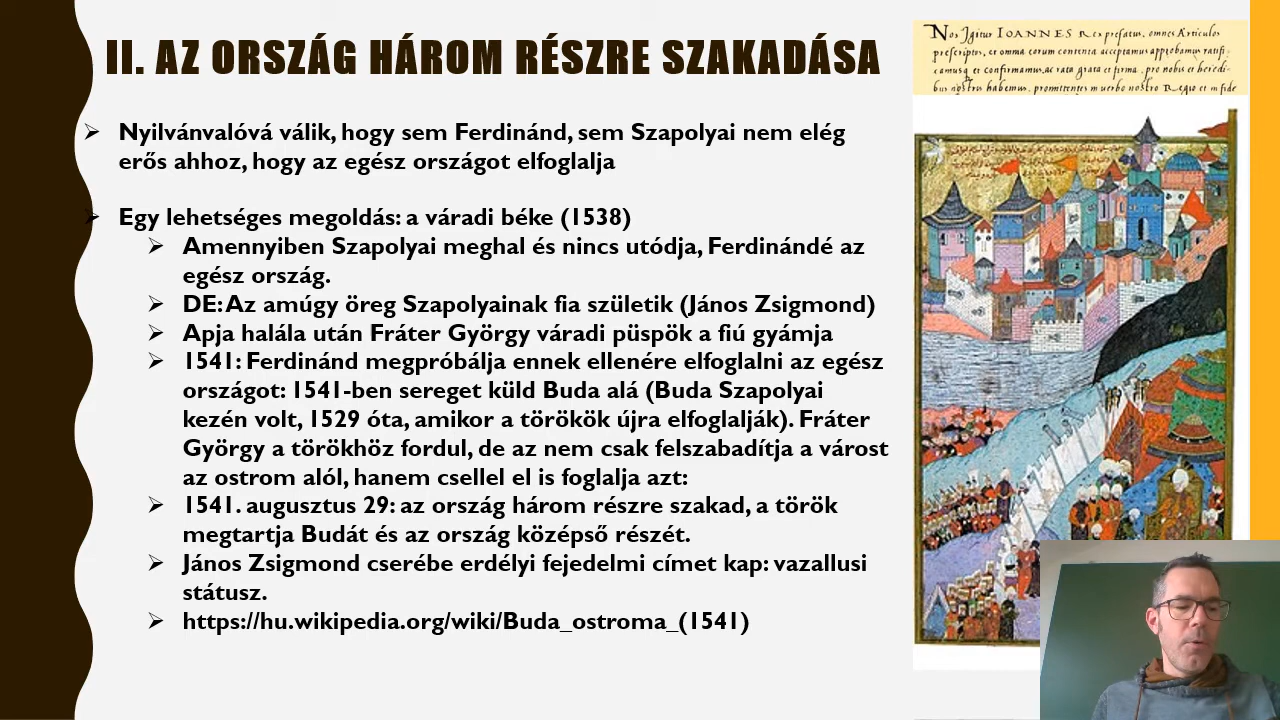 II. AZ ORSZÁG HÁROM RÉSZRE SZAKADÁSA
Nyilvánvalóvá válik, hogy sem Ferdinánd, sem Szapolyai nem elég
erős ahhoz, hogy az egész országot elfoglalja
Egy lehetséges megoldás: a váradi béke (1538)
Amennyiben Szapolyai meghal és nincs utódja, Ferdinándé az
egész ország.
DE: Az amúgy öreg Szapolyainak fia születik (János Zsigmond)
Apja halála után Fráter György váradi püspök a fiú gyámja
1541: Ferdinánd megpróbálja ennek ellenére elfoglalni az egész
országot: 1541-ben sereget küld Buda alá (Buda Szapolyai
kezén volt, 1529 óta, amikor a törökök újra elfoglalják). Fráter
György a törökhöz fordul, de az nem csak felszabadítja a várost
az ostrom alól, hanem csellel el is foglalja azt:
1541. augusztus 29: az ország három részre szakad, a török
megtartja Budát és az ország középső részét.
János Zsigmond cserébe erdélyi fejedelmi címet kap: vazallusi
státusz.
https://hu.wikipedia.org/wiki/Buda_ostroma_(1541)
Nos Igitur IOANNES Rex prefatus, omnes Articulos
prescriptos, et omnia eorum contenta acceptamus approbamus ratifi-
camusq et confirmamus, ac rata grata et firma, pro nobis et heredi-
bus nostris habemus, promittentes in verbo nostro Regio et in fide